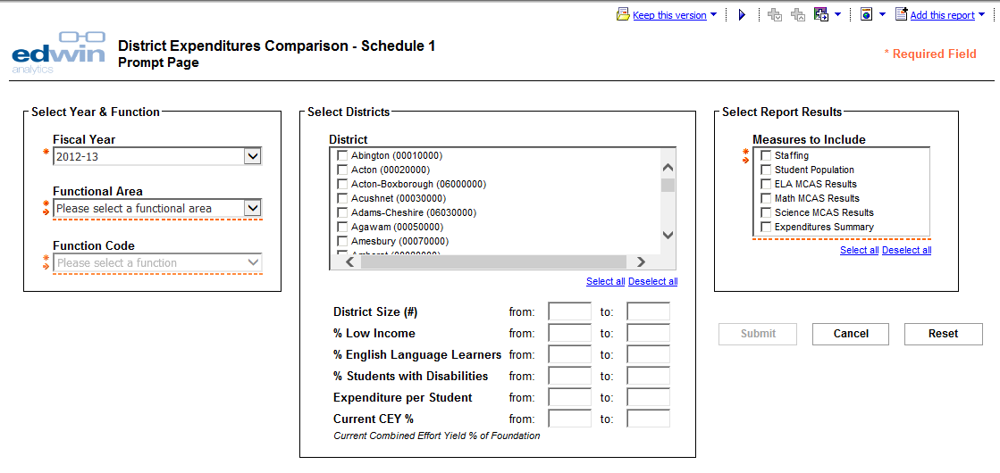 Keep this version
Add this report
edwin
analytics
District Expenditures Comparison - Schedule 1
Prompt Page
* Required Field
Select Year & Function
Fiscal Year
* 2012-13
Functional Area
* Please select a functional area
Function Code
* Please select a function
Select Districts
District
Abington (00010000)
Acton (00020000)
Acton-Boxborough (06000000)
Acushnet (00030000)
Adams-Cheshire (06030000)
Agawam (00050000)
Amesbury (00070000)
Select all Deselect all
District Size (#) from: to:
% Low Income from: to:
% English Language Learners from: to:
% Students with Disabilities from: to:
Expenditure per Student from: to:
Current CEY % from: to:
Current Combined Effort Yield % of Foundation
Select Report Results
Measures to Include
* Staffing
Student Population
ELA MCAS Results
Math MCAS Results
Science MCAS Results
Expenditures Summary
Select all Deselect all
Submit Cancel Reset